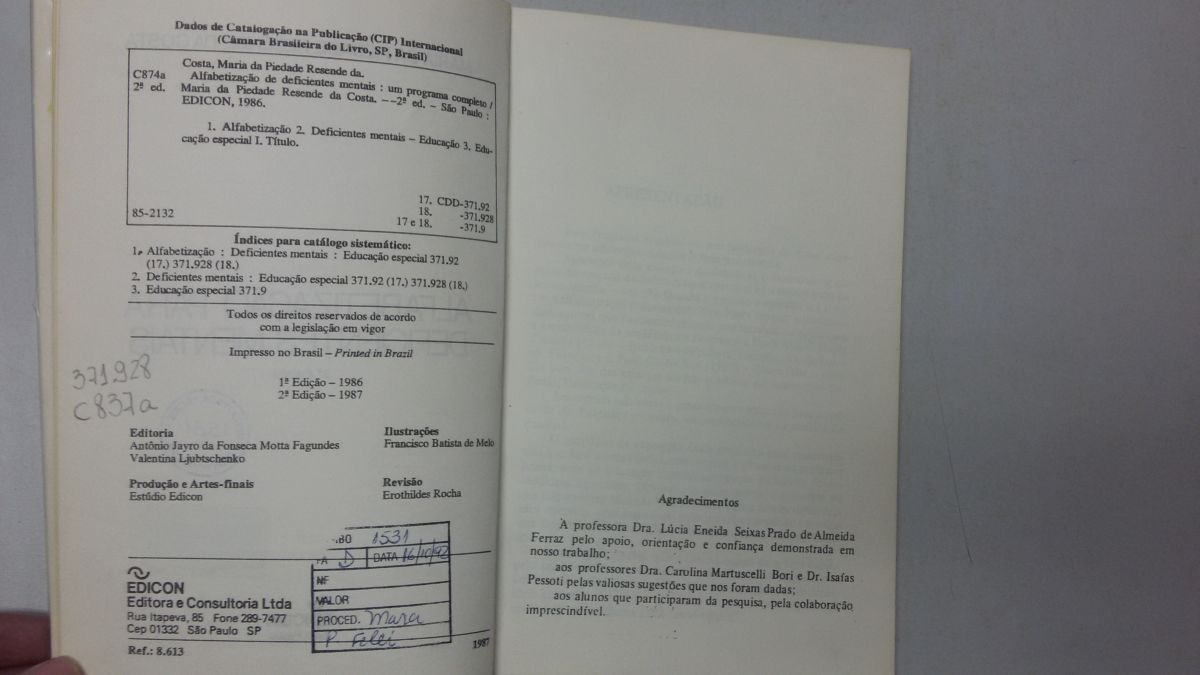 Dados de Catalogação na Publicação (CIP) Internacional
(Câmara Brasileira do Livro, SP, Brasil)
Costa, Maria da Piedade Resende da.
C874a Alfabetização de deficientes mentais : um programa completo /
2ª ed. Maria da Piedade Resende da Costa. – –2ª ed. – São Paulo :
EDICON, 1986.
1. Alfabetização 2. Deficientes mentais – Educação 3. Edu-
cação especial I. Título.
17. CDD-371.92
18. -371.928
85-2132 17 e 18. -371.9
Índices para catálogo sistemático:
1. Alfabetização : Deficientes mentais : Educação especial 371.92
(17.) 371.928 (18.)
2. Deficientes mentais : Educação especial 371.92 (17.) 371.928 (18.)
3. Educação especial 371.9
Todos os direitos reservados de acordo
com a legislação em vigor
Impresso no Brasil – Printed in Brazil
371.928
C837a
1ª Edição – 1986
2ª Edição – 1987
Editoria
Antônio Jayro da Fonseca Motta Fagundes
Valentina Ljubtschenko
Ilustrações
Francisco Batista de Melo
Produção e Artes-finais
Estúdio Edicon
Revisão
Erothildes Rocha
EDICON
Editora e Consultoria Ltda
Rua Itapeva, 85 Fone 289-7477
Cep 01332 São Paulo SP
Ref.: 8.613
BO 1531
D DATA 16/10/92
NF
VALOR
PROCED. Mara
P.
1987
Agradecimentos
À professora Dra. Lúcia Eneida Seixas Prado de Almeida
Ferraz pelo apoio, orientação e confiança demonstrada em
nosso trabalho;
aos professores Dra. Carolina Martuscelli Bori e Dr. Isaías
Pessoti pelas valiosas sugestões que nos foram dadas;
aos alunos que participaram da pesquisa, pela colaboração
imprescindível.